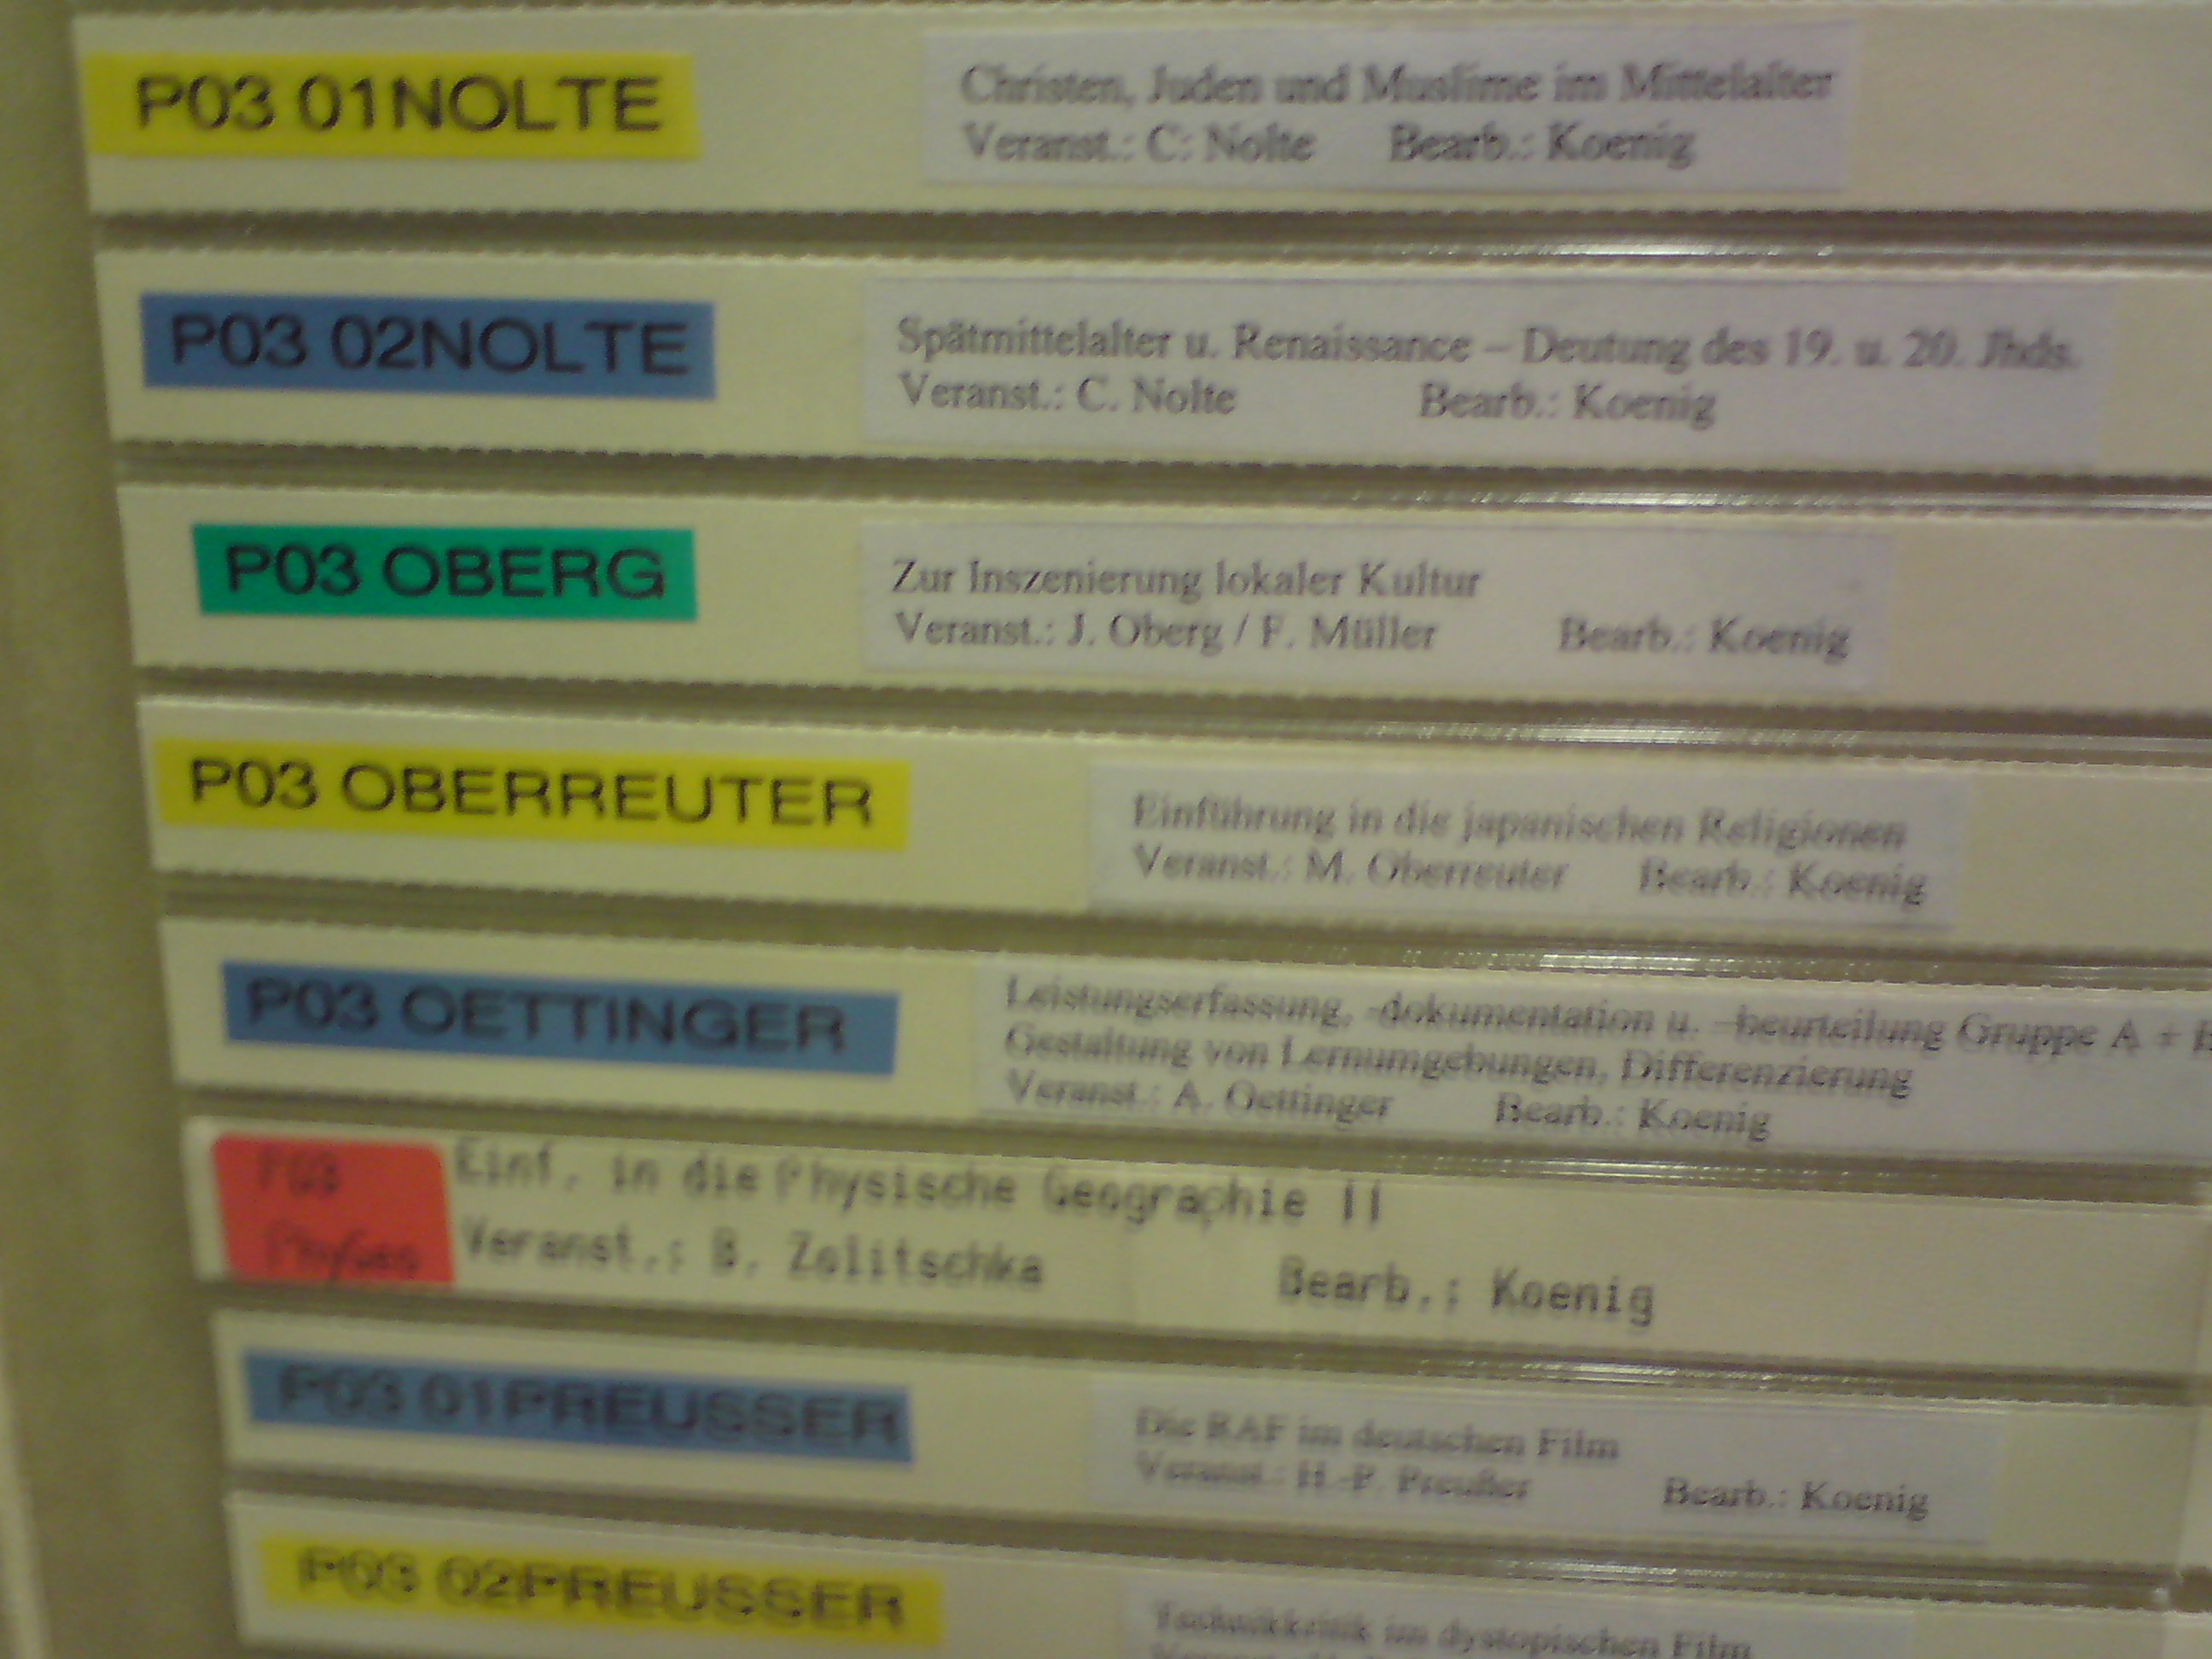 P03 01NOLTE
Christen, Juden und Muslime im Mittelalter
Veranst.: C: Nolte Bearb.: Koenig
P03 02NOLTE
Spätmittelalter u. Renaissance – Deutung des 19. u. 20. Jhds.
Veranst.: C. Nolte Bearb.: Koenig
P03 OBERG
Zur Inszenierung lokaler Kultur
Veranst.: J. Oberg / F. Müller Bearb.: Koenig
P03 OBERREUTER
Einführung in die japanischen Religionen
Veranst.: M. Oberreuter Bearb.: Koenig
P03 OETTINGER
Leistungserfassung, -dokumentation u. –beurteilung Gruppe A +
Gestaltung von Lernumgebungen, Differenzierung
Veranst.: A. Oettinger Bearb.: Koenig
P03
PhyGeo
Einf. in die Physische Geographie II
Veranst.: B. Zolitschka Bearb.: Koenig
P03 01PREUSSER
Die RAF im deutschen Film
Veranst.: H.-P. Preußer Bearb.: Koenig
P03 02PREUSSER
Technikkritik im dystopischen Film